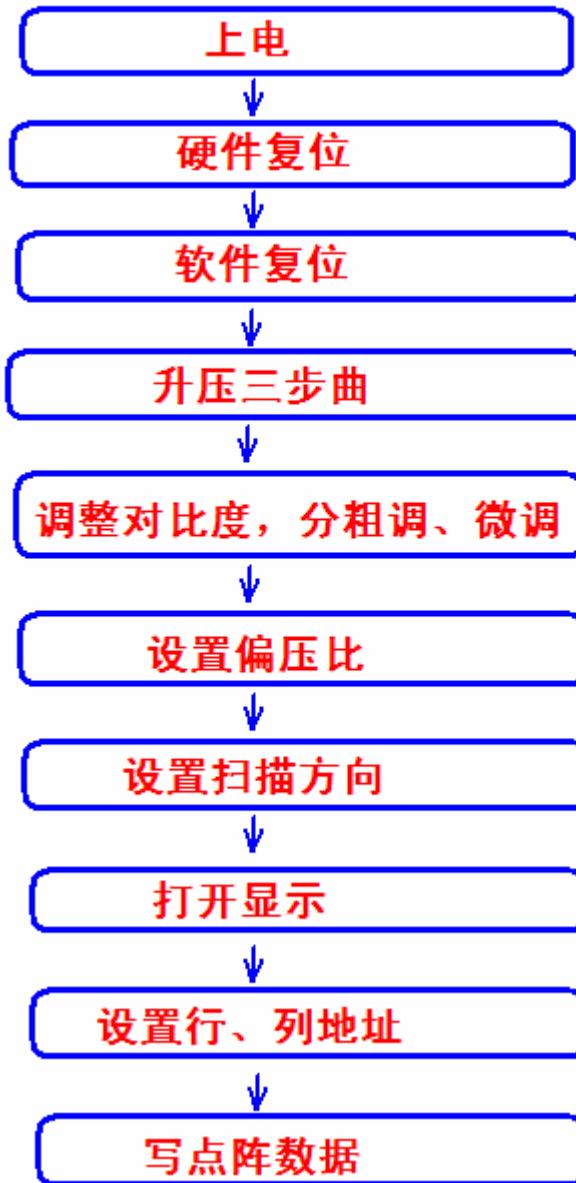 上电
硬件复位
软件复位
升压三步曲
调整对比度，分粗调、微调
设置偏压比
设置扫描方向
打开显示
设置行、列地址
写点阵数据